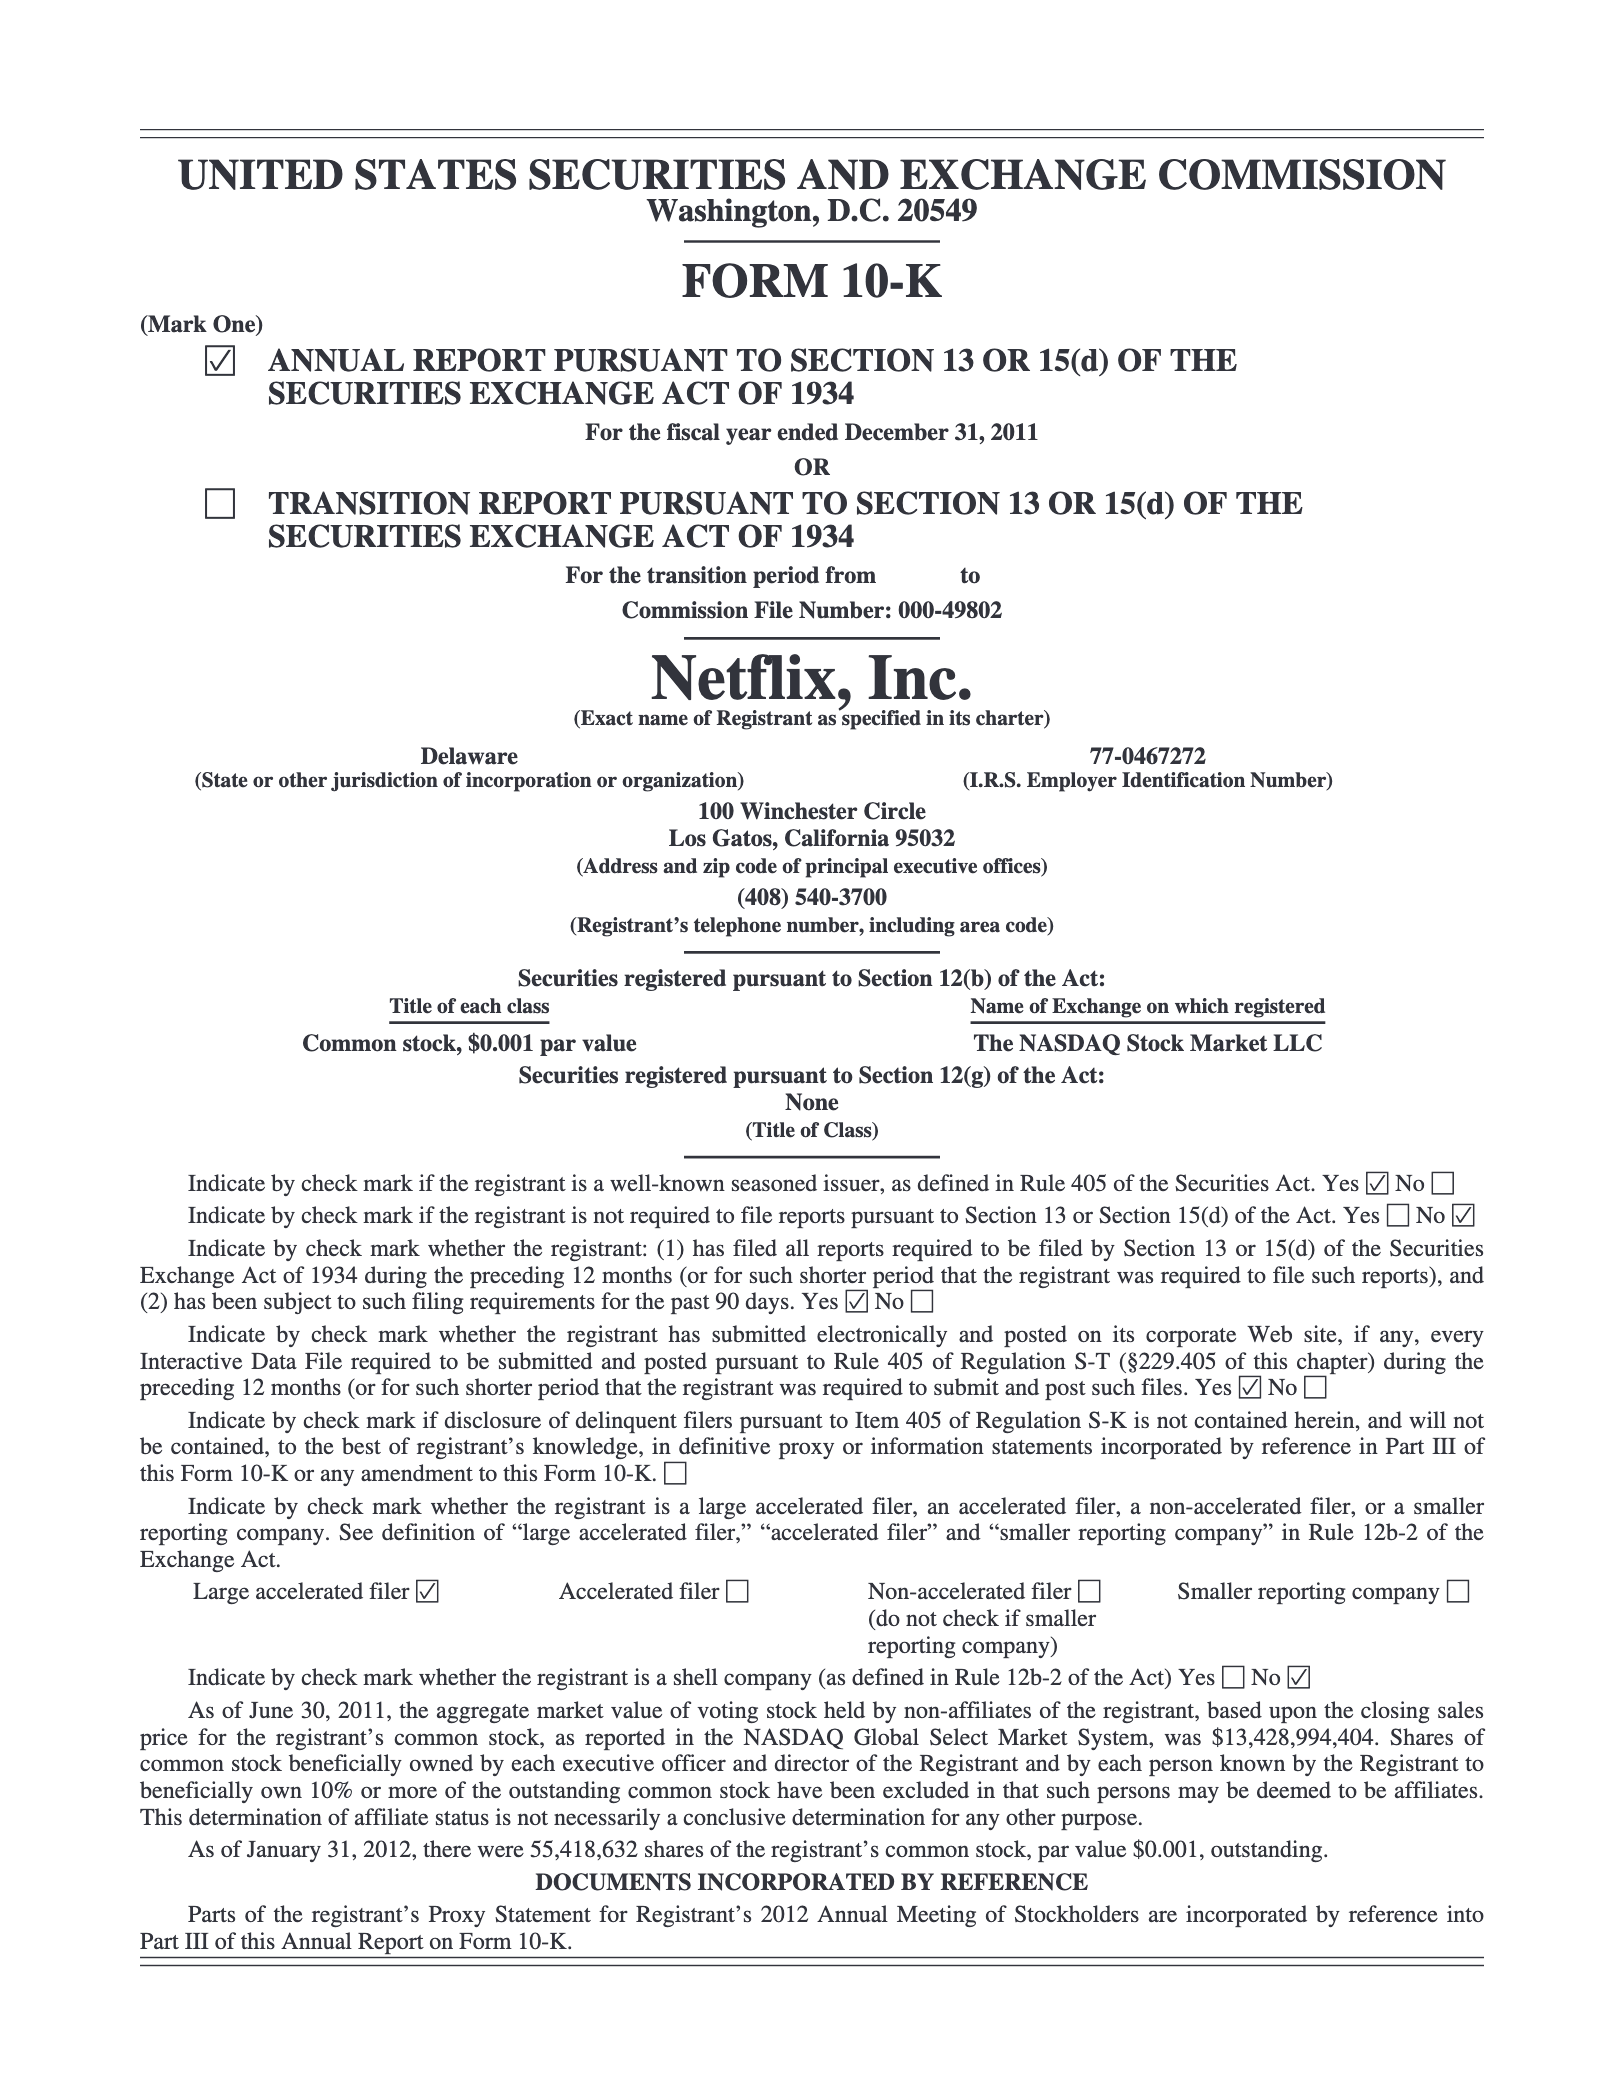 UNITED STATES SECURITIES AND EXCHANGE COMMISSION
Washington, D.C. 20549
FORM 10-K
(Mark One)
☑ ANNUAL REPORT PURSUANT TO SECTION 13 OR 15(d) OF THE
SECURITIES EXCHANGE ACT OF 1934
For the fiscal year ended December 31, 2011
OR
☐ TRANSITION REPORT PURSUANT TO SECTION 13 OR 15(d) OF THE
SECURITIES EXCHANGE ACT OF 1934
For the transition period from to
Commission File Number: 000-49802
Netflix, Inc.
(Exact name of Registrant as specified in its charter)
Delaware 77-0467272
(State or other jurisdiction of incorporation or organization) (I.R.S. Employer Identification Number)
100 Winchester Circle
Los Gatos, California 95032
(Address and zip code of principal executive offices)
(408) 540-3700
(Registrant’s telephone number, including area code)
Securities registered pursuant to Section 12(b) of the Act:
Title of each class Name of Exchange on which registered
Common stock, $0.001 par value The NASDAQ Stock Market LLC
Securities registered pursuant to Section 12(g) of the Act:
None
(Title of Class)
Indicate by check mark if the registrant is a well-known seasoned issuer, as defined in Rule 405 of the Securities Act. Yes ☑ No ☐
Indicate by check mark if the registrant is not required to file reports pursuant to Section 13 or Section 15(d) of the Act. Yes ☐ No ☑
Indicate by check mark whether the registrant: (1) has filed all reports required to be filed by Section 13 or 15(d) of the Securities
Exchange Act of 1934 during the preceding 12 months (or for such shorter period that the registrant was required to file such reports), and
(2) has been subject to such filing requirements for the past 90 days. Yes ☑ No ☐
Indicate by check mark whether the registrant has submitted electronically and posted on its corporate Web site, if any, every
Interactive Data File required to be submitted and posted pursuant to Rule 405 of Regulation S-T (§229.405 of this chapter) during the
preceding 12 months (or for such shorter period that the registrant was required to submit and post such files. Yes ☑ No ☐
Indicate by check mark if disclosure of delinquent filers pursuant to Item 405 of Regulation S-K is not contained herein, and will not
be contained, to the best of registrant’s knowledge, in definitive proxy or information statements incorporated by reference in Part III of
this Form 10-K or any amendment to this Form 10-K. ☐
Indicate by check mark whether the registrant is a large accelerated filer, an accelerated filer, a non-accelerated filer, or a smaller
reporting company. See definition of “large accelerated filer,” “accelerated filer” and “smaller reporting company” in Rule 12b-2 of the
Exchange Act.
Large accelerated filer ☑ Accelerated filer ☐ Non-accelerated filer ☐ Smaller reporting company ☐
(do not check if smaller
reporting company)
Indicate by check mark whether the registrant is a shell company (as defined in Rule 12b-2 of the Act) Yes ☐ No ☑
As of June 30, 2011, the aggregate market value of voting stock held by non-affiliates of the registrant, based upon the closing sales
price for the registrant’s common stock, as reported in the NASDAQ Global Select Market System, was $13,428,994,404. Shares of
common stock beneficially owned by each executive officer and director of the Registrant and by each person known by the Registrant to
beneficially own 10% or more of the outstanding common stock have been excluded in that such persons may be deemed to be affiliates.
This determination of affiliate status is not necessarily a conclusive determination for any other purpose.
As of January 31, 2012, there were 55,418,632 shares of the registrant’s common stock, par value $0.001, outstanding.
DOCUMENTS INCORPORATED BY REFERENCE
Parts of the registrant’s Proxy Statement for Registrant’s 2012 Annual Meeting of Stockholders are incorporated by reference into
Part III of this Annual Report on Form 10-K.